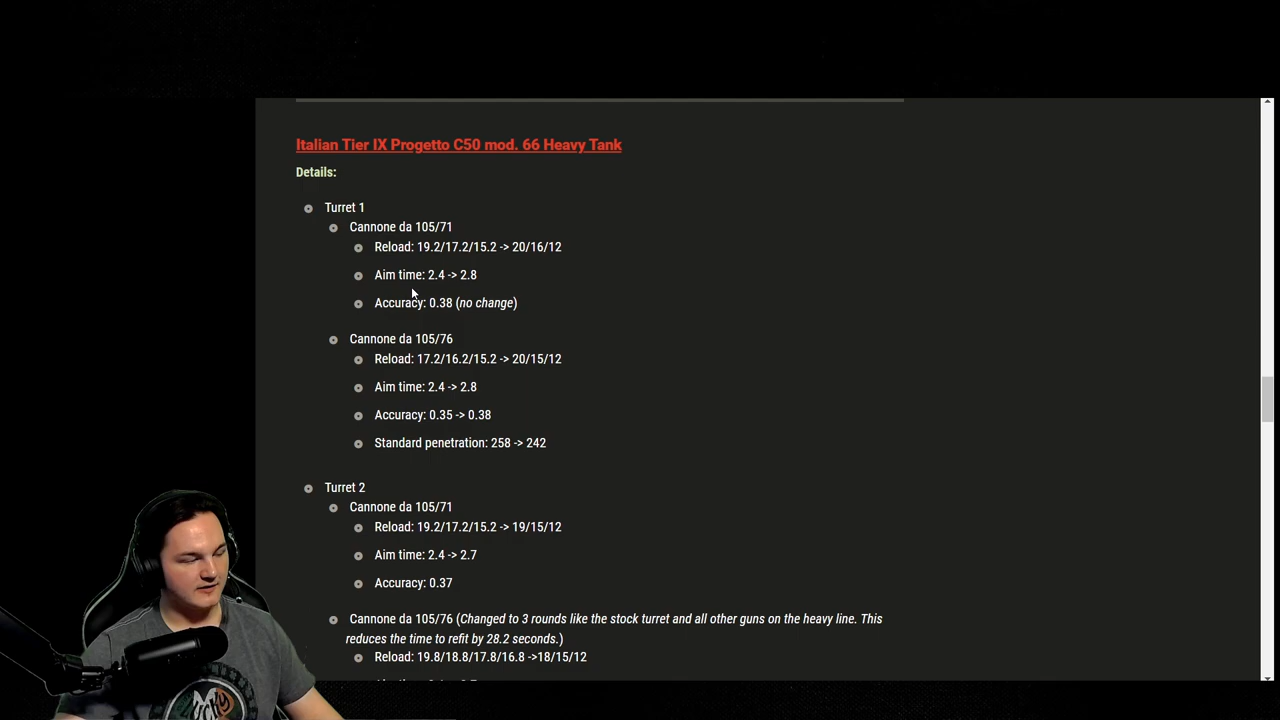 Italian Tier IX Progetto C50 mod. 66 Heavy Tank
Details:
Turret 1
Cannone da 105/71
Reload: 19.2/17.2/15.2 -> 20/16/12
Aim time: 2.4 -> 2.8
Accuracy: 0.38 (no change)
Cannone da 105/76
Reload: 17.2/16.2/15.2 -> 20/15/12
Aim time: 2.4 -> 2.8
Accuracy: 0.35 -> 0.38
Standard penetration: 258 -> 242
Turret 2
Cannone da 105/71
Reload: 19.2/17.2/15.2 -> 19/15/12
Aim time: 2.4 -> 2.7
Accuracy: 0.37
Cannone da 105/76 (Changed to 3 rounds like the stock turret and all other guns on the heavy line. This
reduces the time to refit by 28.2 seconds.)
Reload: 19.8/18.8/17.8/16.8 ->18/15/12